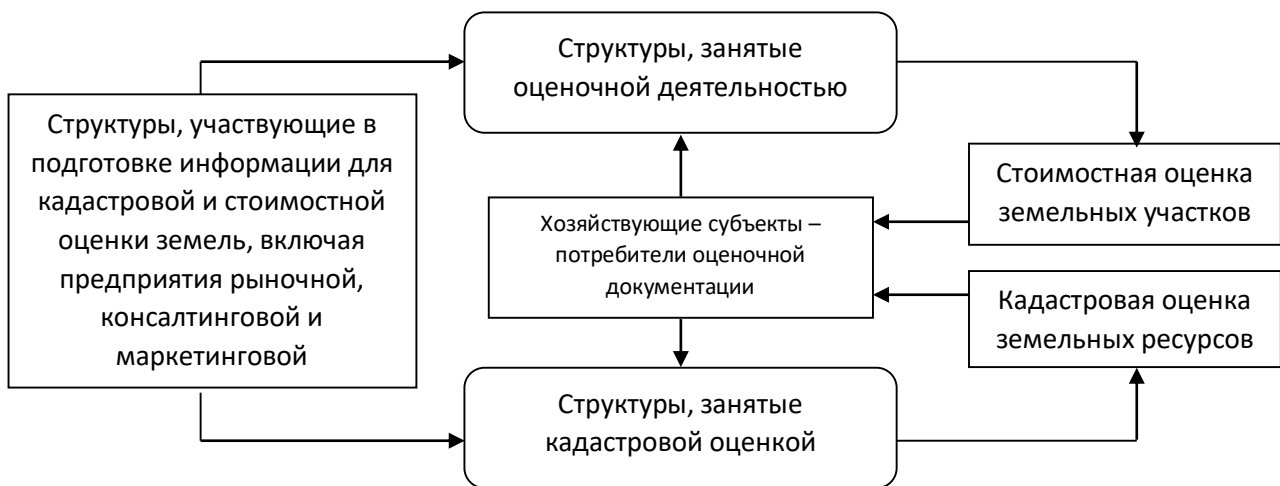 Структуры, занятые
оценочной деятельностью
Структуры, участвующие в
подготовке информации для
кадастровой и стоимостной
оценки земель, включая
предприятия рыночной,
консалтинговой и
маркетинговой
Хозяйствующие субъекты –
потребители оценочной
документации
Стоимостная оценка
земельных участков
Кадастровая оценка
земельных ресурсов
Структуры, занятые
кадастровой оценкой